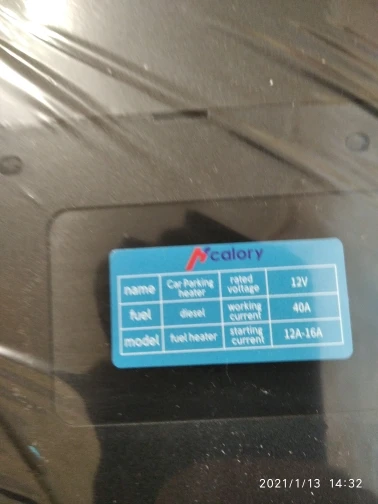 Ncalory
name Car Parking heater rated voltage 12V
fuel diesel working current 40A
model fuel heater starting current 12A-16A
2021/1/13 14:32